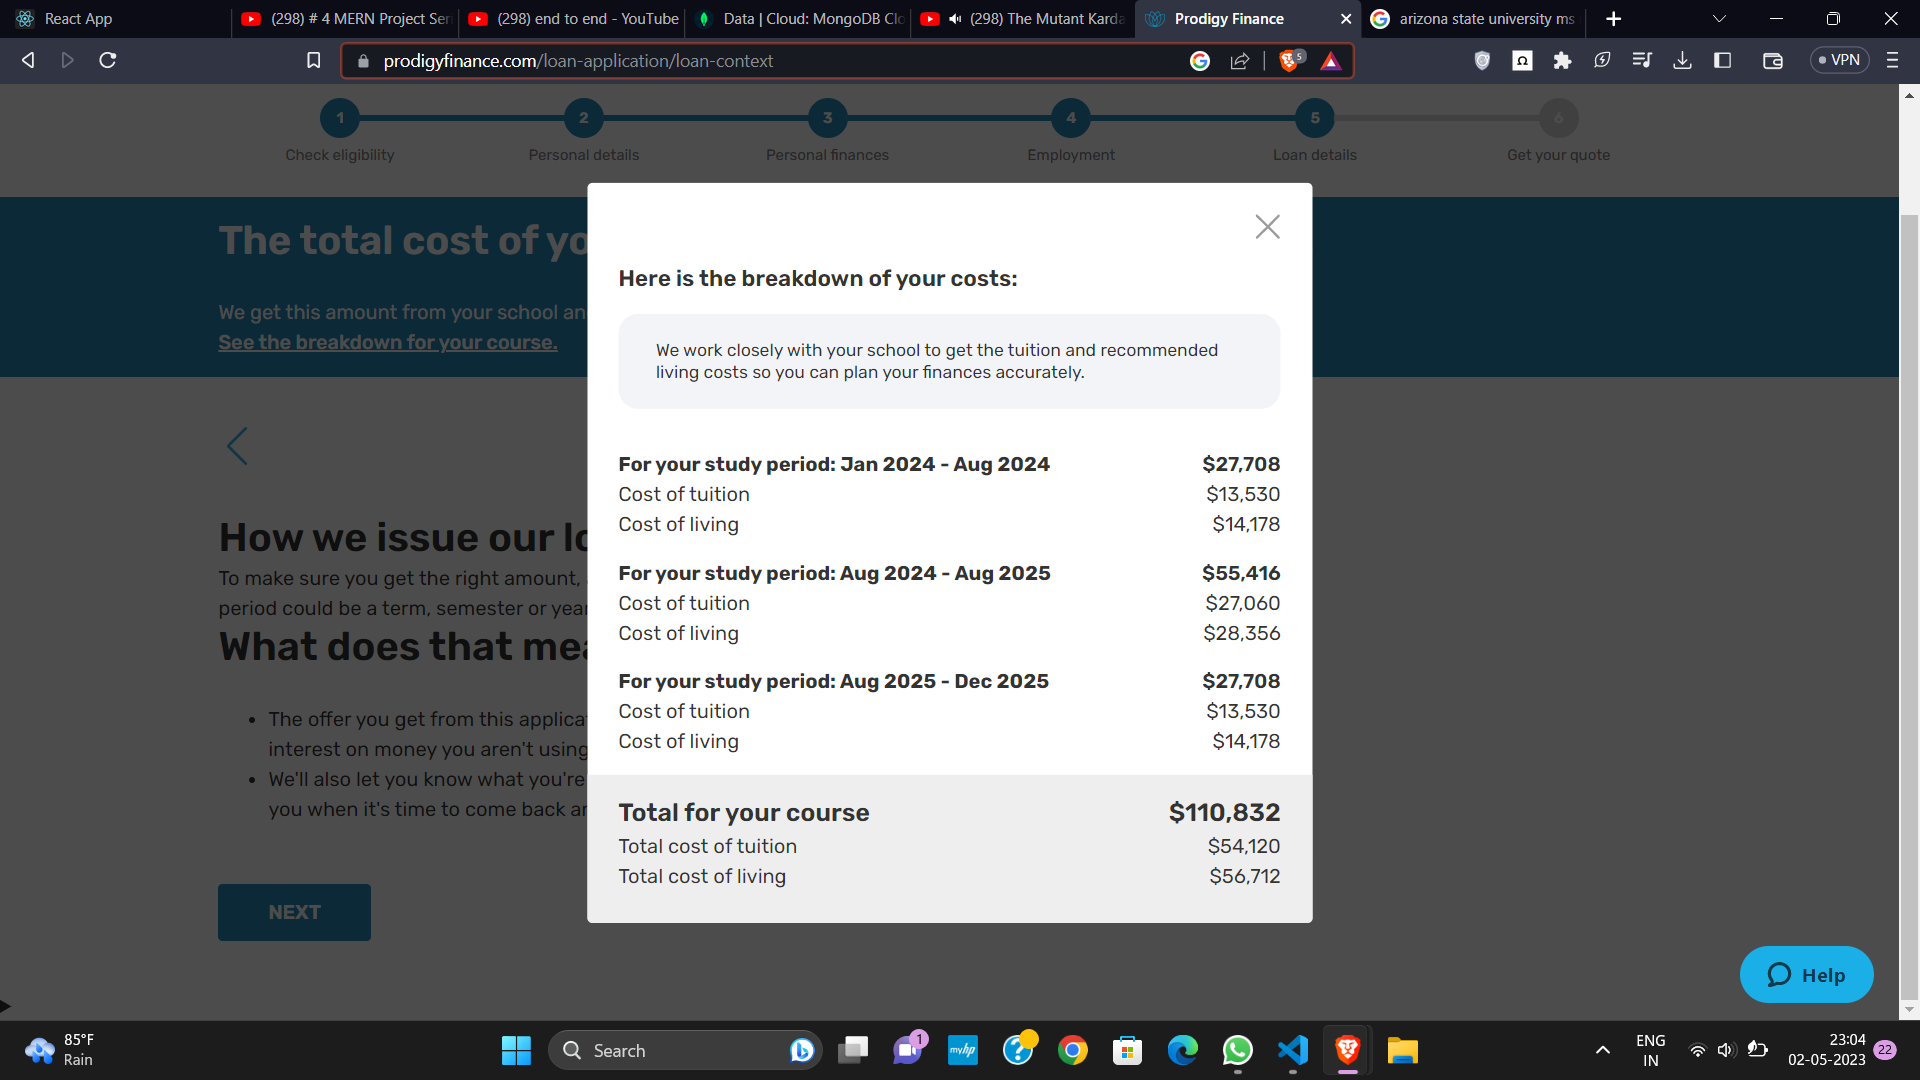 React App
(298) # 4 MERN Project Ser
(298) end to end - YouTube
Data | Cloud: MongoDB Clo
(298) The Mutant Karda
Prodigy Finance
arizona state university ms
prodigyfinance.com/loan-application/loan-context
5
VPN
1
2
3
4
5
6
Check eligibility
Personal details
Personal finances
Employment
Loan details
Get your quote
The total cost of yo
We get this amount from your school an
See the breakdown for your course.
How we issue our lo
To make sure you get the right amount,
period could be a term, semester or year
What does that mea
• The offer you get from this applica
interest on money you aren't using
• We'll also let you know what you're
you when it's time to come back an
NEXT
Here is the breakdown of your costs:
We work closely with your school to get the tuition and recommended
living costs so you can plan your finances accurately.
For your study period: Jan 2024 - Aug 2024 $27,708
Cost of tuition $13,530
Cost of living $14,178
For your study period: Aug 2024 - Aug 2025 $55,416
Cost of tuition $27,060
Cost of living $28,356
For your study period: Aug 2025 - Dec 2025 $27,708
Cost of tuition $13,530
Cost of living $14,178
Total for your course $110,832
Total cost of tuition $54,120
Total cost of living $56,712
Help
85°F
Rain
Search
1
myhp
ENG
IN
23:04
02-05-2023
22